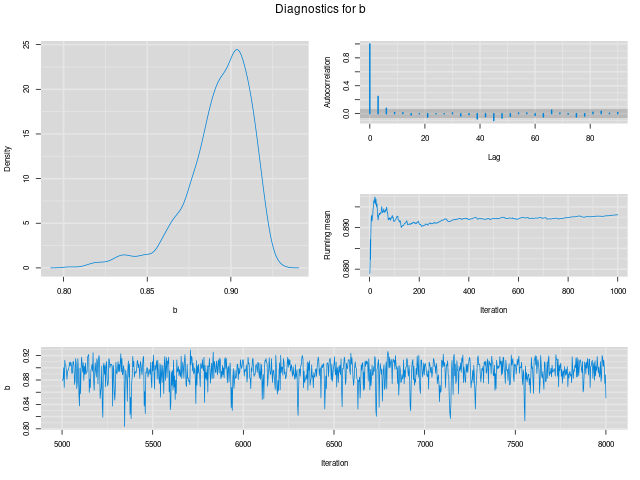 Diagnostics for b
Density
0 5 10 15 20 25
0.80 0.85 0.90
b
Autocorrelation
0.0 0.4 0.8
0 20 40 60 80
Lag
Running mean
0.880 0.890
0 200 400 600 800 1000
Iteration
b
0.80 0.84 0.88 0.92
5000 5500 6000 6500 7000 7500 8000
Iteration